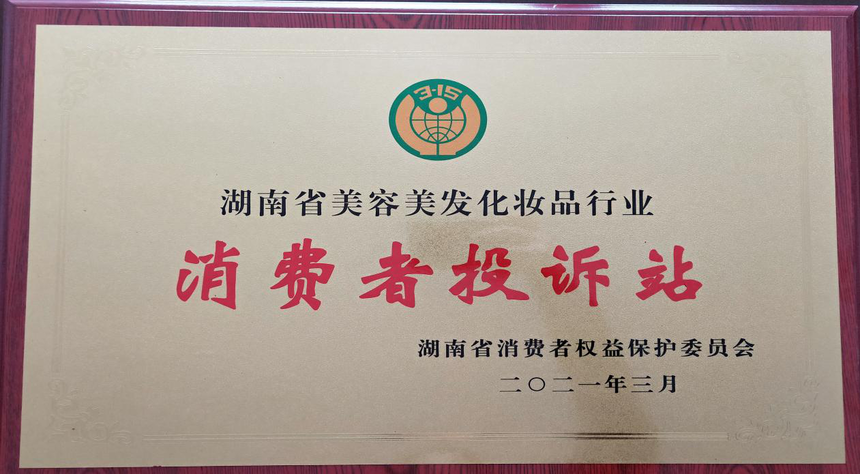 3·15
湖南省美容美发化妆品行业
消费者投诉站
湖南省消费者权益保护委员会
二〇二一年三月